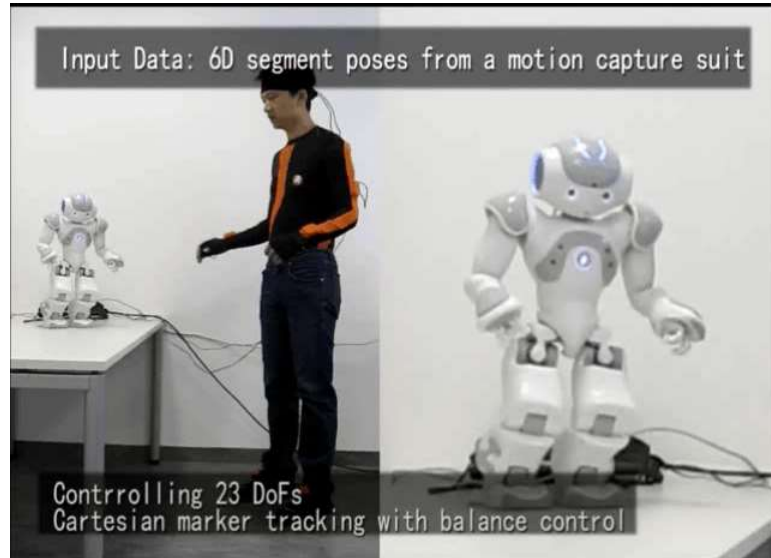 Input Data: 6D segment poses from a motion capture suit
Contrrolling 23 DoFs
Cartesian marker tracking with balance control